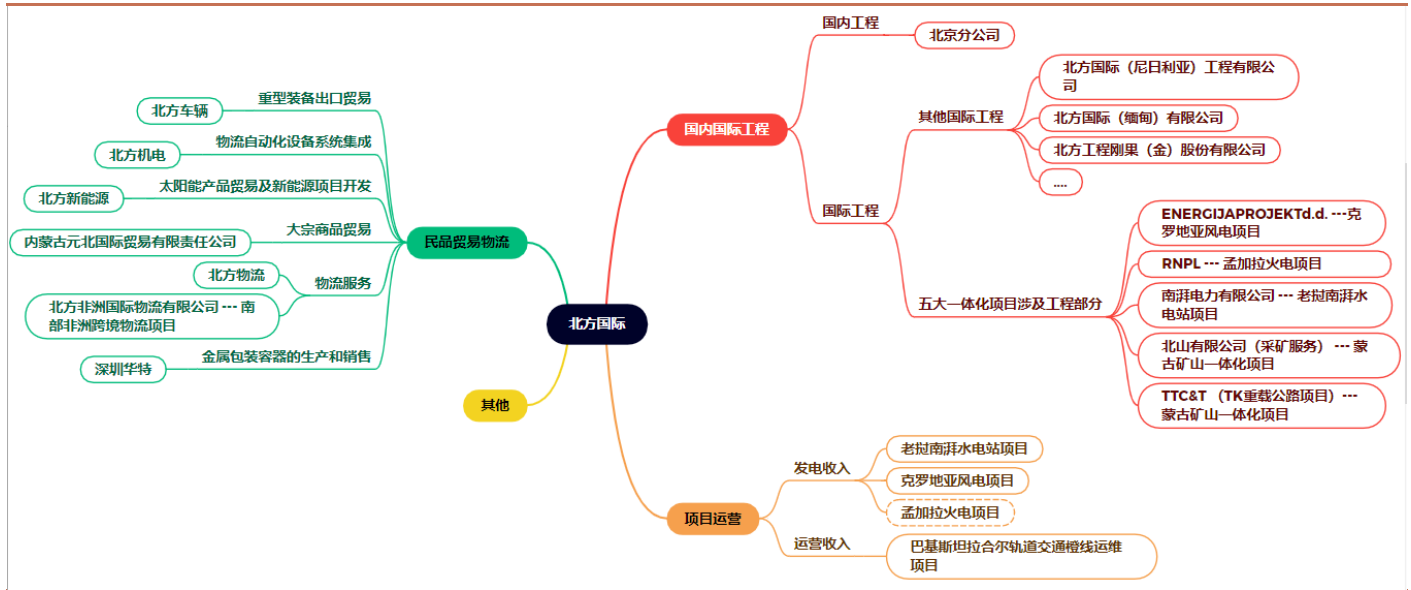 北方国际
国内国际工程
国内工程
北京分公司
国际工程
其他国际工程
北方国际（尼日利亚）工程有限公
司
北方国际（缅甸）有限公司
北方工程刚果（金）股份有限公司
....
五大一体化项目涉及工程部分
ENERGIJAPROJEKTd.d. ---克
罗地亚风电项目
RNPL --- 孟加拉火电项目
南湃电力有限公司 --- 老挝南湃水
电站项目
北山有限公司（采矿服务） --- 蒙
古矿山一体化项目
TTC&T （TK重载公路项目）---
蒙古矿山一体化项目
项目运营
发电收入
老挝南湃水电站项目
克罗地亚风电项目
孟加拉火电项目
运营收入
巴基斯坦拉合尔轨道交通橙线运维
项目
民品贸易物流
重型装备出口贸易
北方车辆
物流自动化设备系统集成
北方机电
太阳能产品贸易及新能源项目开发
北方新能源
大宗商品贸易
内蒙古元北国际贸易有限责任公司
物流服务
北方物流
北方非洲国际物流有限公司 --- 南
部非洲跨境物流项目
金属包装容器的生产和销售
深圳华特
其他